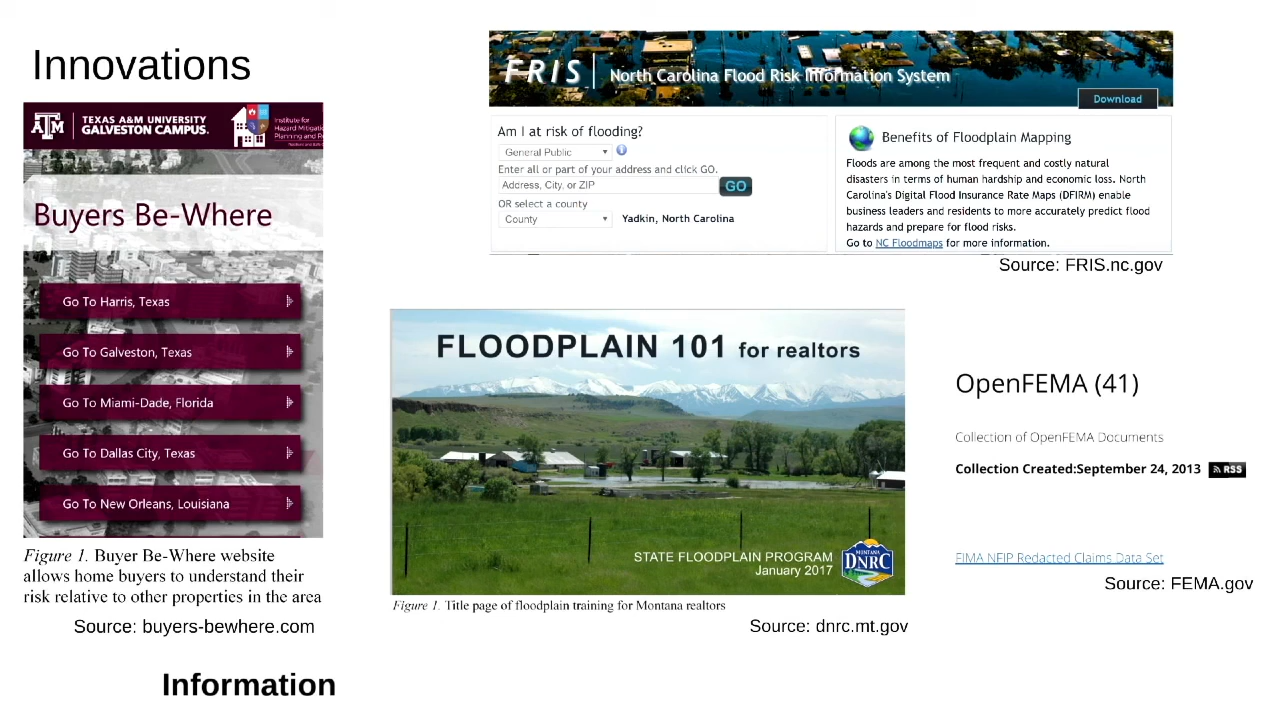 Innovations
TEXAS A&M UNIVERSITY
GALVESTON CAMPUS.
Institute for
Hazard Mitigation
Planning and Re
Buyers Be-Where
Go To Harris, Texas
Go To Galveston, Texas
Go To Miami-Dade, Florida
Go To Dallas City, Texas
Go To New Orleans, Louisiana
Figure 1. Buyer Be-Where website
allows home buyers to understand their
risk relative to other properties in the area
Source: buyers-bewhere.com
FRIS
North Carolina Flood Risk Information System
Download
Am I at risk of flooding?
General Public
Enter all or part of your address and click GO.
Address, City, or ZIP
GO
OR select a county
County
Yadkin, North Carolina
Benefits of Floodplain Mapping
Floods are among the most frequent and costly natural
disasters in terms of human hardship and economic loss. North
Carolina's Digital Flood Insurance Rate Maps (DFIRM) enable
business leaders and residents to more accurately predict flood
hazards and prepare for flood risks.
Go to NC Floodmaps for more information.
Source: FRIS.nc.gov
FLOODPLAIN 101 for realtors
STATE FLOODPLAIN PROGRAM
January 2017
MONTANA
DNRC
Figure 1. Title page of floodplain training for Montana realtors
Source: dnrc.mt.gov
OpenFEMA (41)
Collection of OpenFEMA Documents
Collection Created:September 24, 2013
RSS
FIMA NFIP Redacted Claims Data Set
Source: FEMA.gov
Information